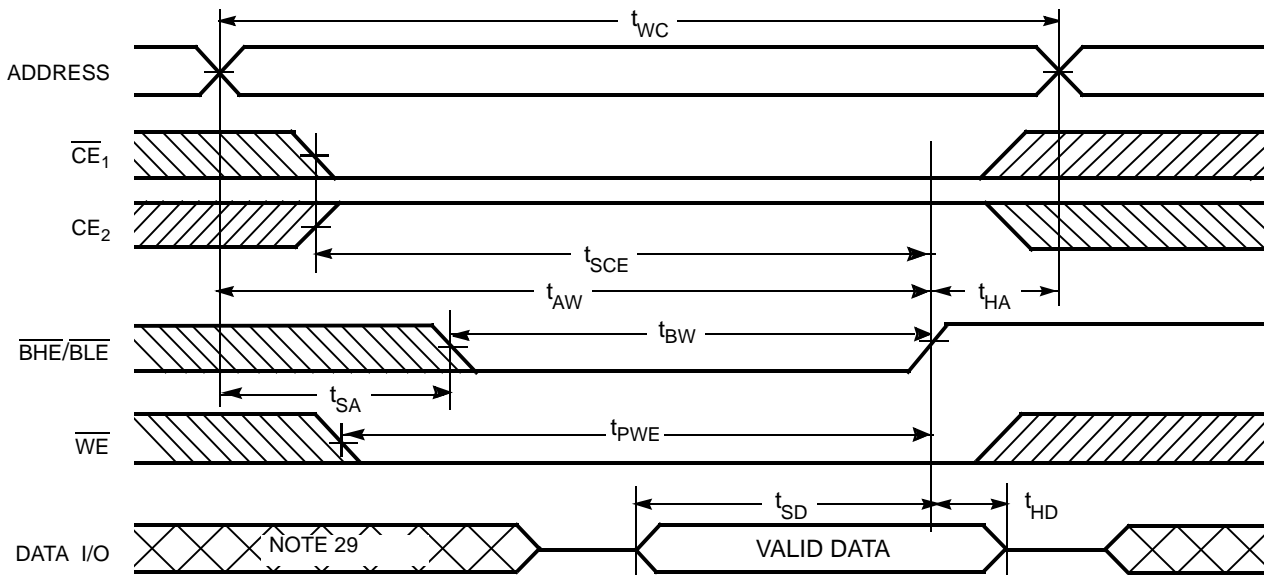 tWC
ADDRESS
CE1
CE2
tSCE
tAW
tHA
BHE/BLE
tBW
tSA
WE
tPWE
tSD
tHD
DATA I/O
NOTE 29
VALID DATA